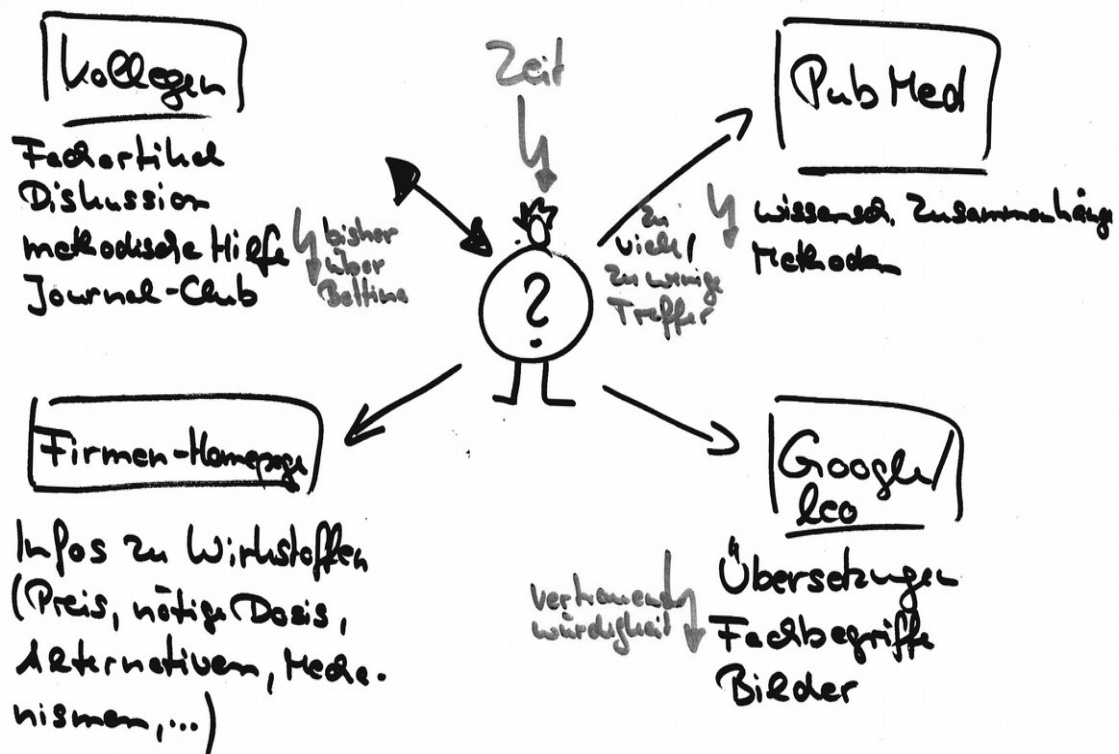 Kollegen
Fachartikel
Diskussion
methodische Hilfe
Journal-Club
bisher
über
Bettina
Zeit
?
PubMed
wissensch. Zusammenhänge
Methoden
zu
viele/
zu wenige
Treffer
Firmen-Homepage
Infos zu Wirkstoffen
(Preis, nötige Dosis,
Alternativen, Mecha-
nismen,...)
Google/
leo
Übersetzungen
Fachbegriffe
Bilder
vertrauens
würdigkeit